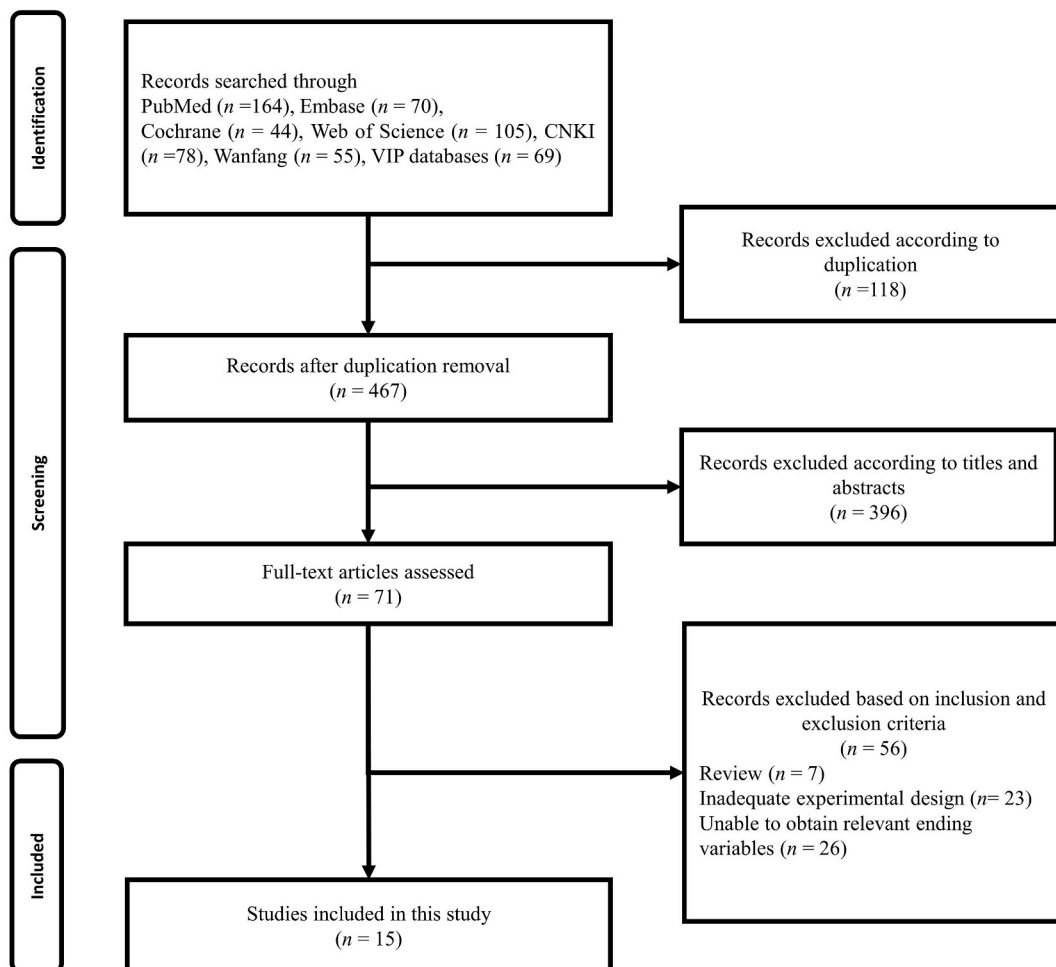 Identification
Records searched through
PubMed (n =164), Embase (n = 70),
Cochrane (n = 44), Web of Science (n = 105), CNKI
(n =78), Wanfang (n = 55), VIP databases (n = 69)
Records excluded according to
duplication
(n =118)
Screening
Records after duplication removal
(n = 467)
Records excluded according to titles and
abstracts
(n = 396)
Full-text articles assessed
(n = 71)
Records excluded based on inclusion and
exclusion criteria
(n = 56)
Review (n = 7)
Inadequate experimental design (n= 23)
Unable to obtain relevant ending
variables (n = 26)
Included
Studies included in this study
(n = 15)